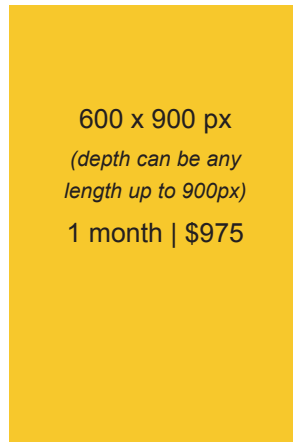 600 x 900 px
(depth can be any
length up to 900px)
1 month | $975